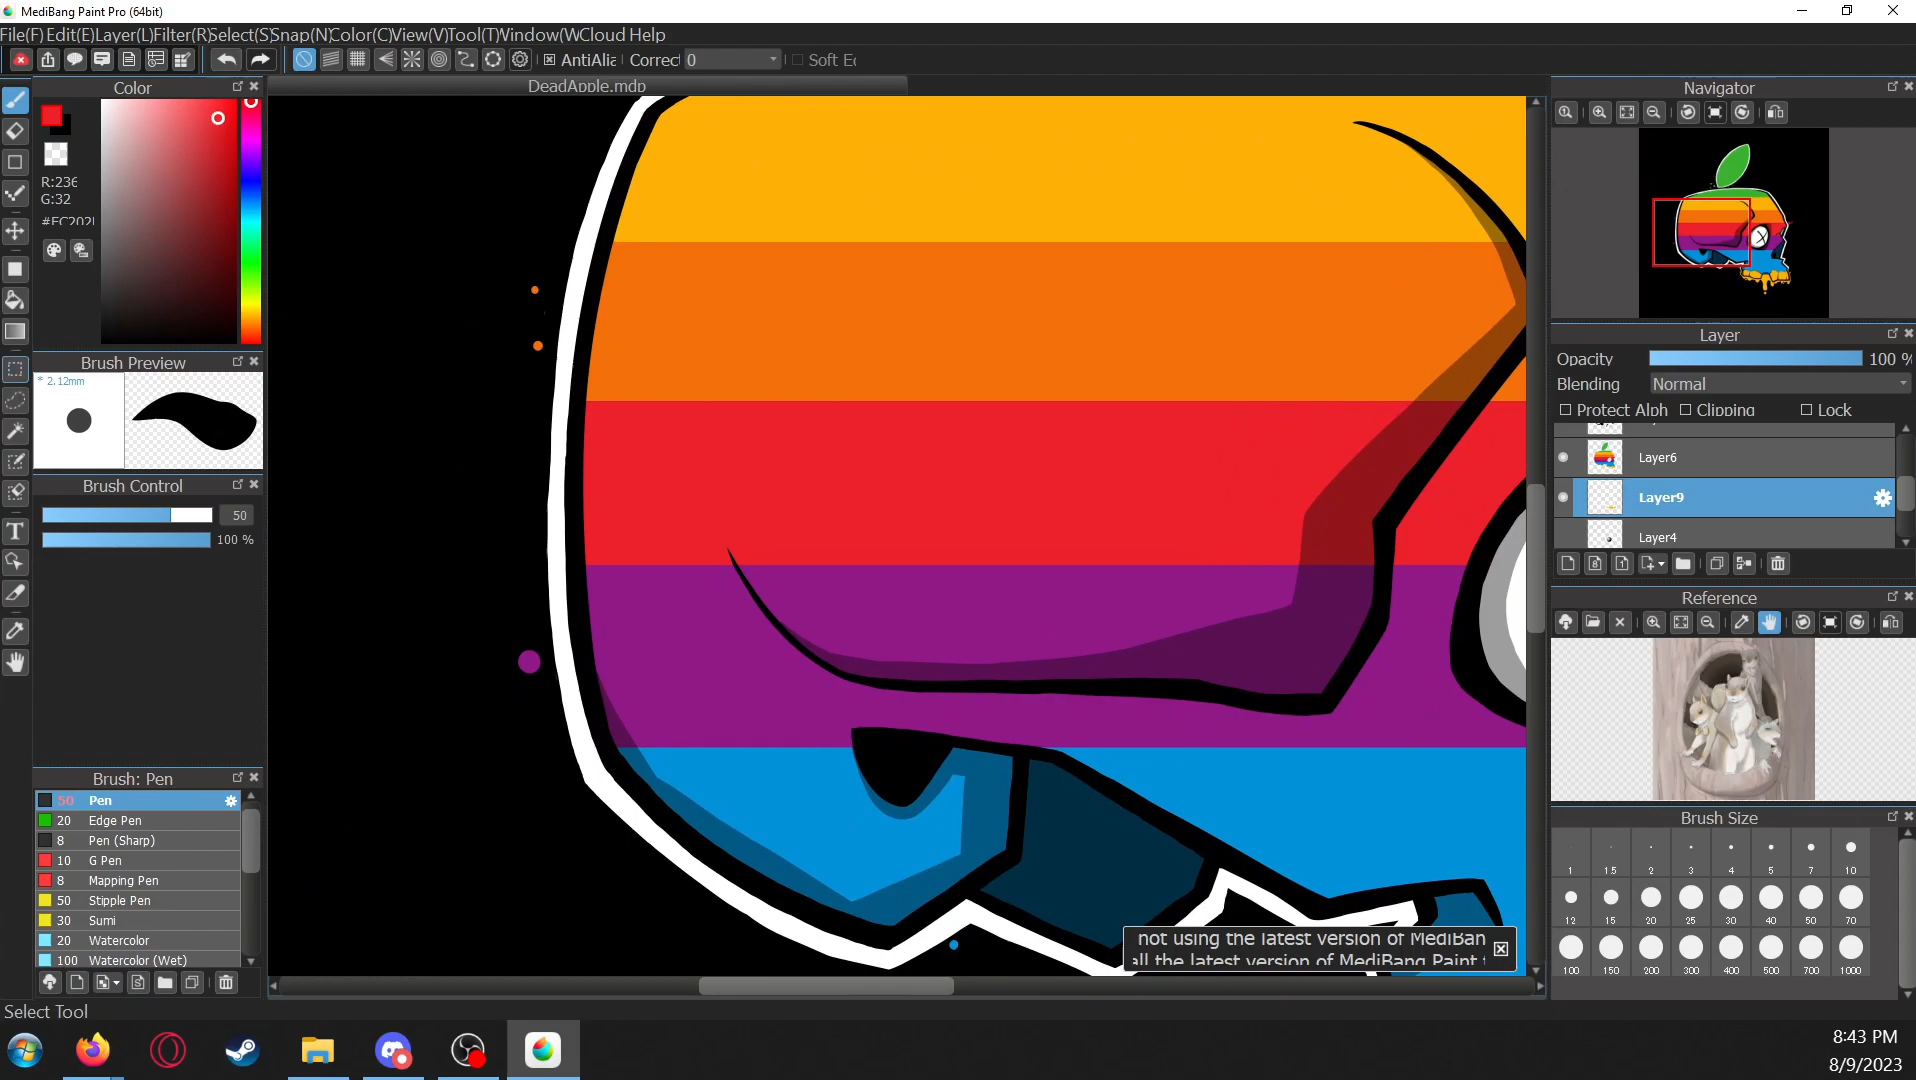 MediBang Paint Pro (64bit)
File(F) Edit(E) Layer(L) Filter(R) Select(S) Snap(N) Color(C) View(V) Tool(T) Window(W Cloud Help
AntiAlia Correct 0 Soft Ec
DeadApple.mdp
Color
R:236
G:32
Brush Preview
* 2.12mm
Brush Control
50
100 %
Brush: Pen
50 Pen
20 Edge Pen
8 Pen (Sharp)
10 G Pen
8 Mapping Pen
50 Stipple Pen
30 Sumi
20 Watercolor
100 Watercolor (Wet)
Select Tool
Navigator
Layer
Opacity 100 %
Blending Normal
Protect Alph Clipping Lock
Layer6
Layer9
Layer4
Reference
Brush Size
1 1.5 2 3 4 5 7 10
12 15 20 25 30 40 50 70
100 150 200 300 400 500 700 1000
not using the latest version of MediBan
all the latest version of MediBang Paint
8:43 PM
8/9/2023